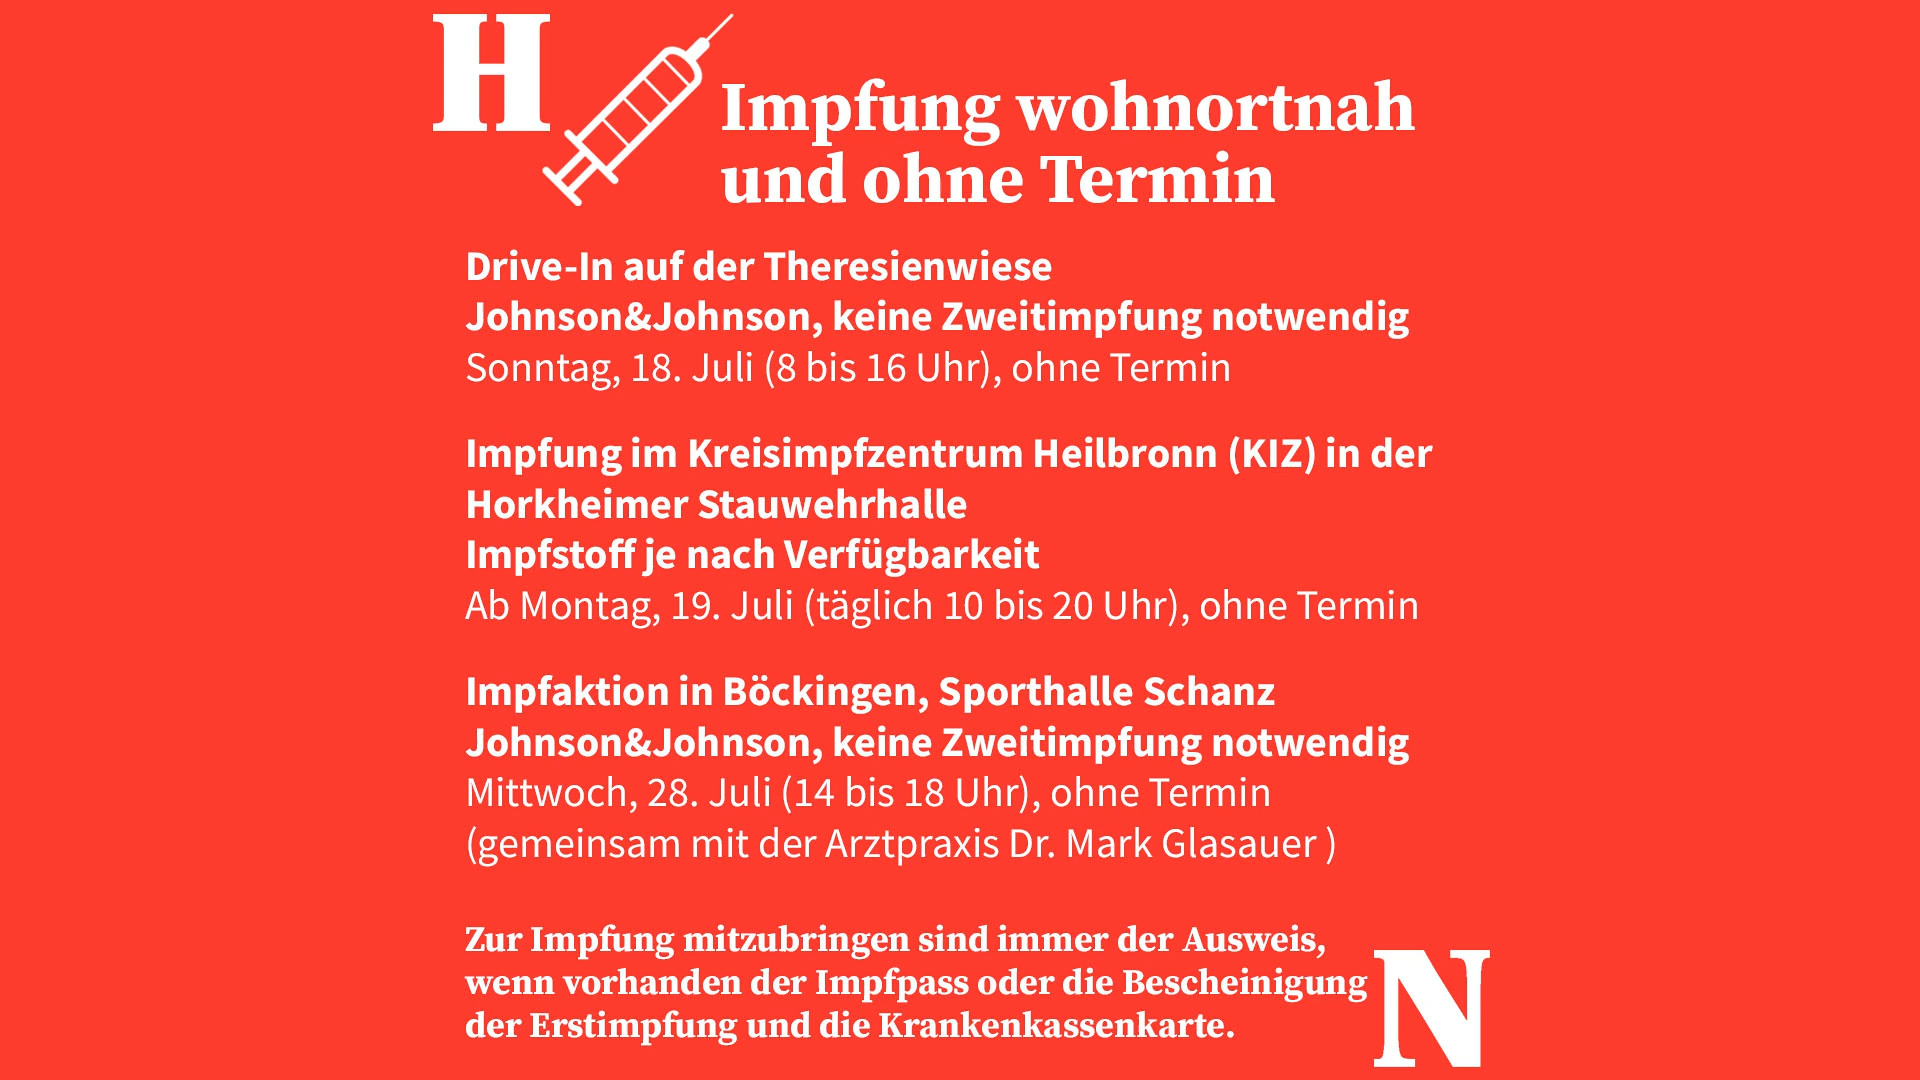 H
Impfung wohnortnah
und ohne Termin
Drive-In auf der Theresienwiese
Johnson&Johnson, keine Zweitimpfung notwendig
Sonntag, 18. Juli (8 bis 16 Uhr), ohne Termin
Impfung im Kreisimpfzentrum Heilbronn (KIZ) in der
Horkheimer Stauwehrhalle
Impfstoff je nach Verfügbarkeit
Ab Montag, 19. Juli (täglich 10 bis 20 Uhr), ohne Termin
Impfaktion in Böckingen, Sporthalle Schanz
Johnson&Johnson, keine Zweitimpfung notwendig
Mittwoch, 28. Juli (14 bis 18 Uhr), ohne Termin
(gemeinsam mit der Arztpraxis Dr. Mark Glasauer )
Zur Impfung mitzubringen sind immer der Ausweis,
wenn vorhanden der Impfpass oder die Bescheinigung
der Erstimpfung und die Krankenkassenkarte.
N